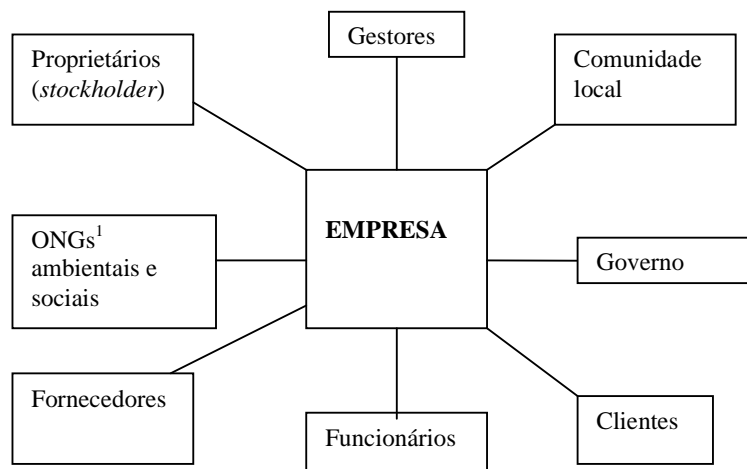 Gestores
Proprietários
(stockholder)
Comunidade
local
EMPRESA
ONGs¹
ambientais e
sociais
Governo
Fornecedores
Funcionários
Clientes